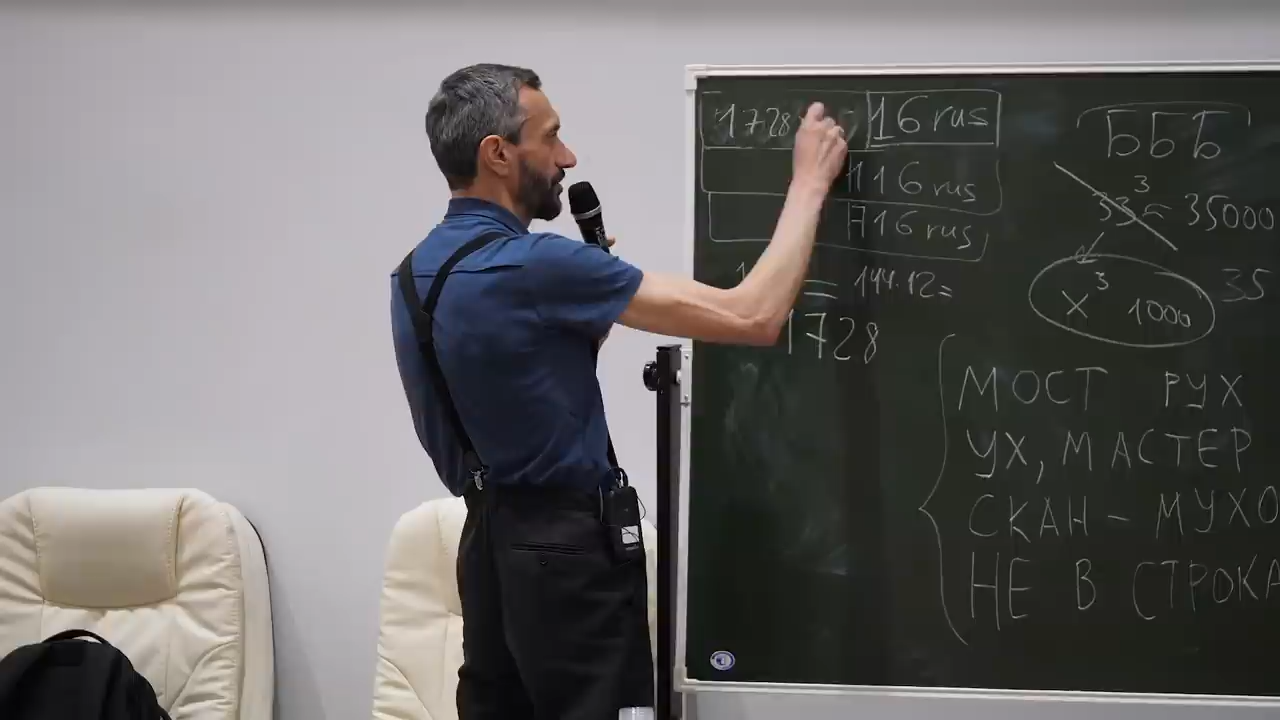 1728 16 rus
116 rus
716 rus
144.12=
1728
БББ
33³ ≈ 35000
x³ 1000 35
МОСТ РУХ
УХ, МАСТЕР
СКАН - МУХО
НЕ В СТРОКА